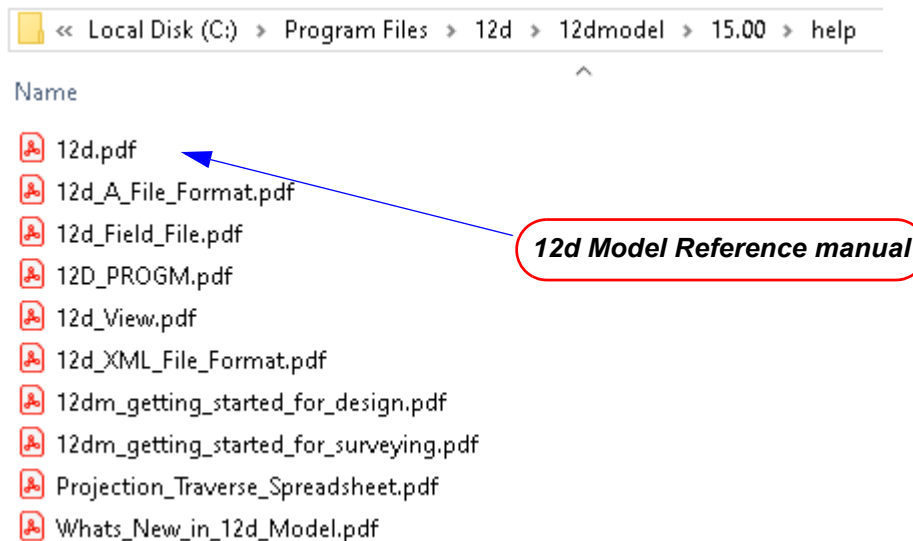 « Local Disk (C:) > Program Files > 12d > 12dmodel > 15.00 > help
Name
12d.pdf
12d_A_File_Format.pdf
12d_Field_File.pdf
12d Model Reference manual
12D_PROGM.pdf
12d_View.pdf
12d_XML_File_Format.pdf
12dm_getting_started_for_design.pdf
12dm_getting_started_for_surveying.pdf
Projection_Traverse_Spreadsheet.pdf
Whats_New_in_12d_Model.pdf